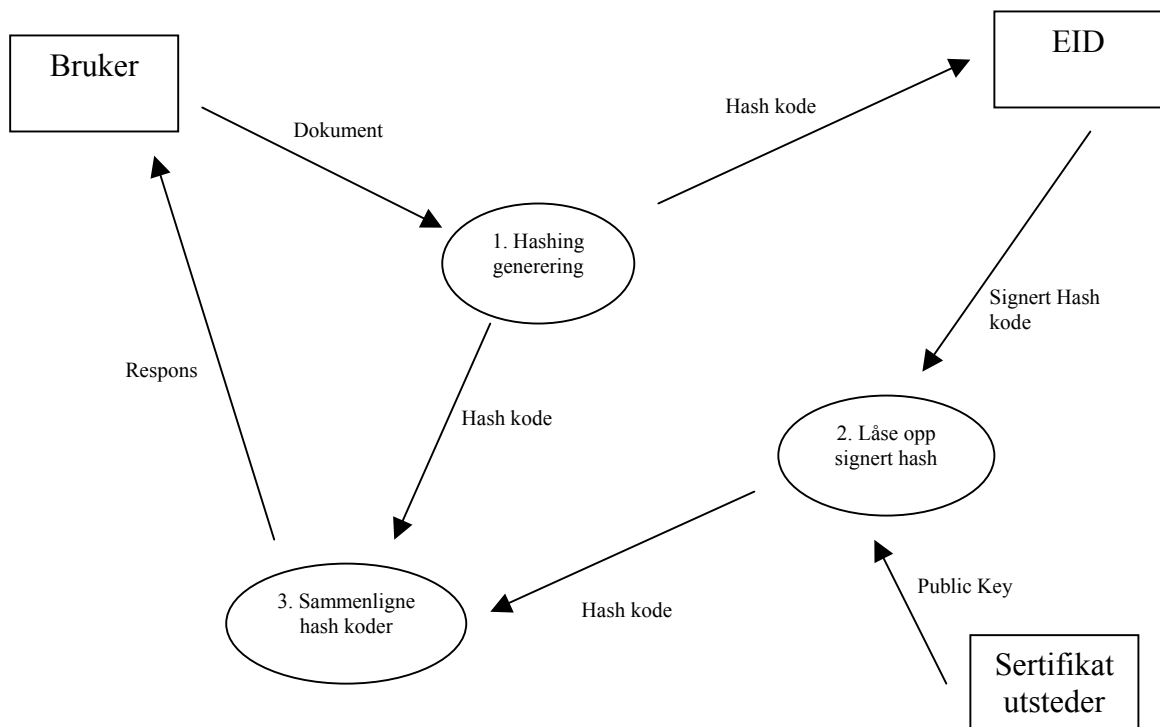 Bruker
EID
Hash kode
Dokument
1. Hashing
generering
Signert Hash
kode
Respons
Hash kode
2. Låse opp
signert hash
3. Sammenligne
hash koder
Hash kode
Public Key
Sertifikat
utsteder